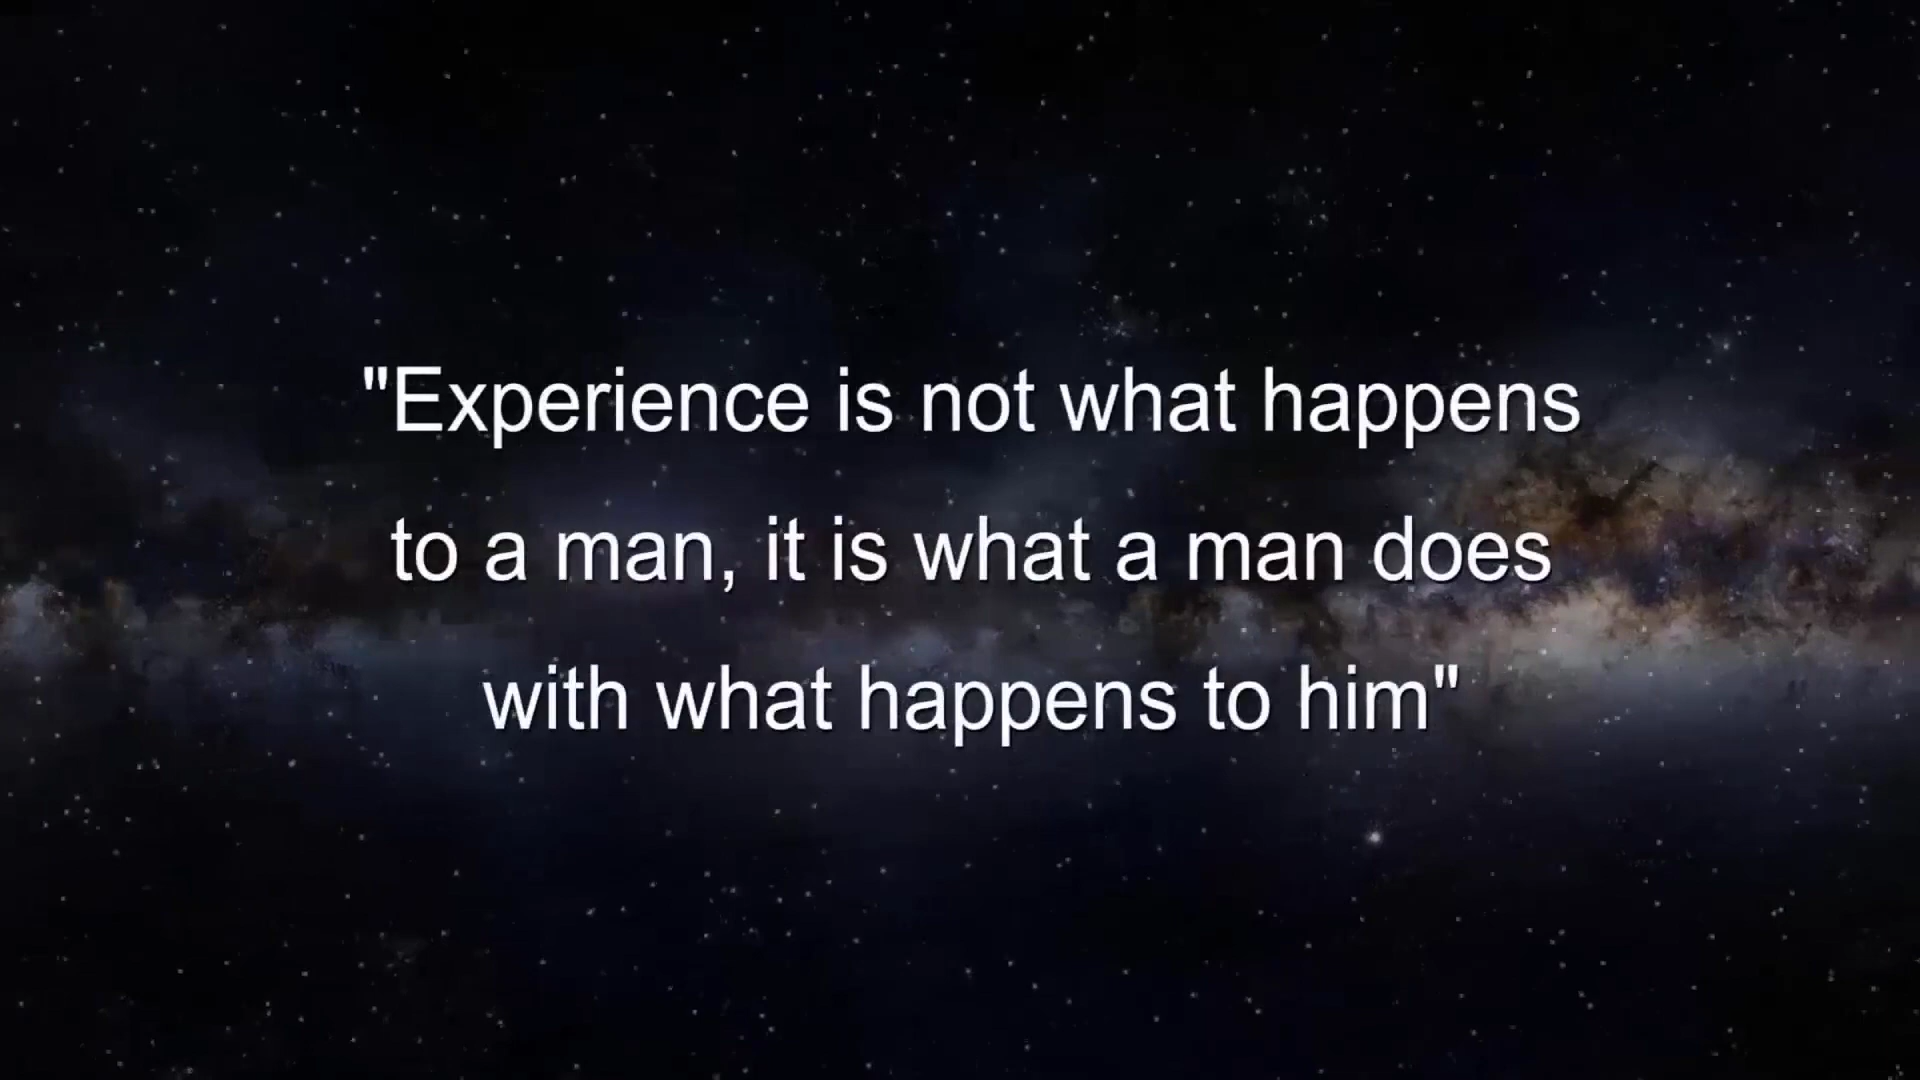 "Experience is not what happens
to a man, it is what a man does
with what happens to him"